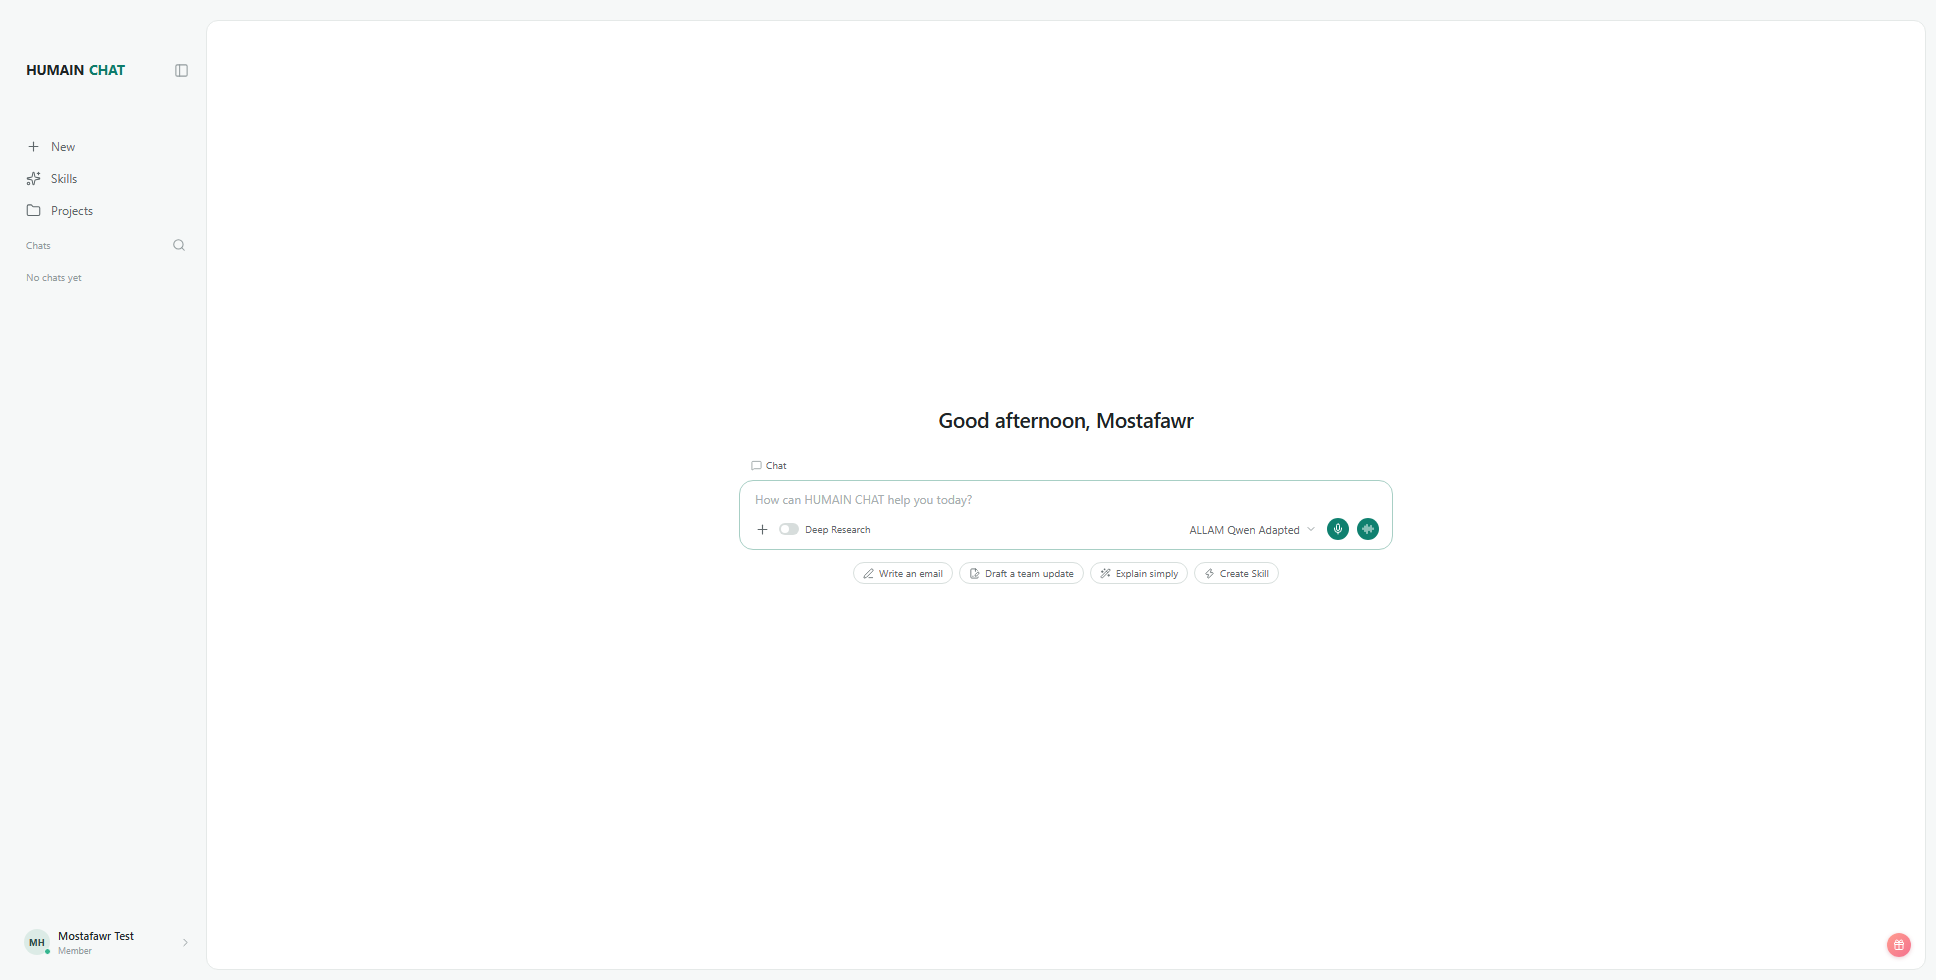 HUMAIN CHAT
New
Skills
Projects
Chats
No chats yet
Good afternoon, Mostafawr
Chat
How can HUMAIN CHAT help you today?
Deep Research
ALLAM Qwen Adapted
Write an email
Draft a team update
Explain simply
Create Skill
MH
Mostafawr Test
Member